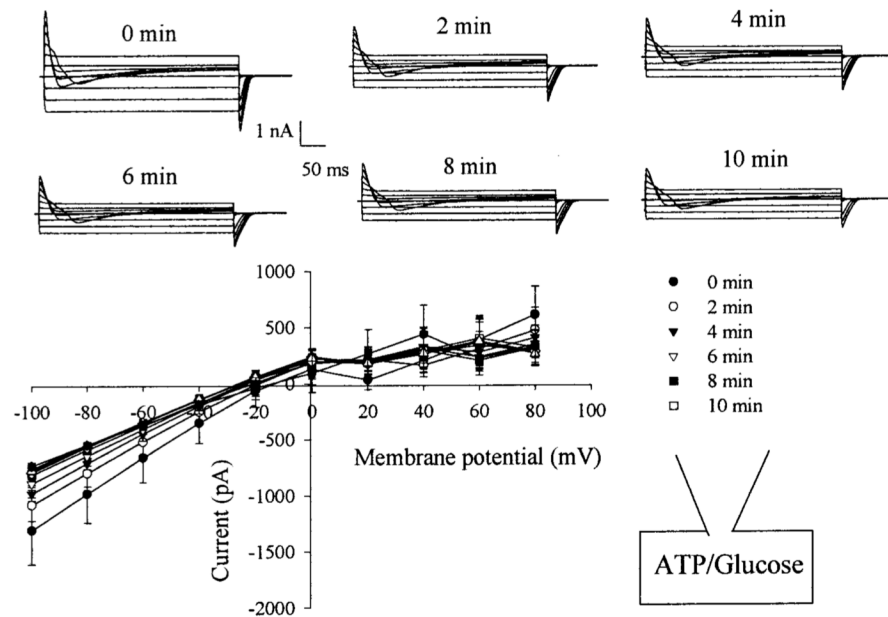 0 min
2 min
4 min
1 nA
50 ms
6 min
8 min
10 min
1000
500
0
-500
-1000
-1500
-2000
-100 -80 -60 -40 -20 0 20 40 60 80 100
Current (pA)
Membrane potential (mV)
0 min
2 min
4 min
6 min
8 min
10 min
ATP/Glucose